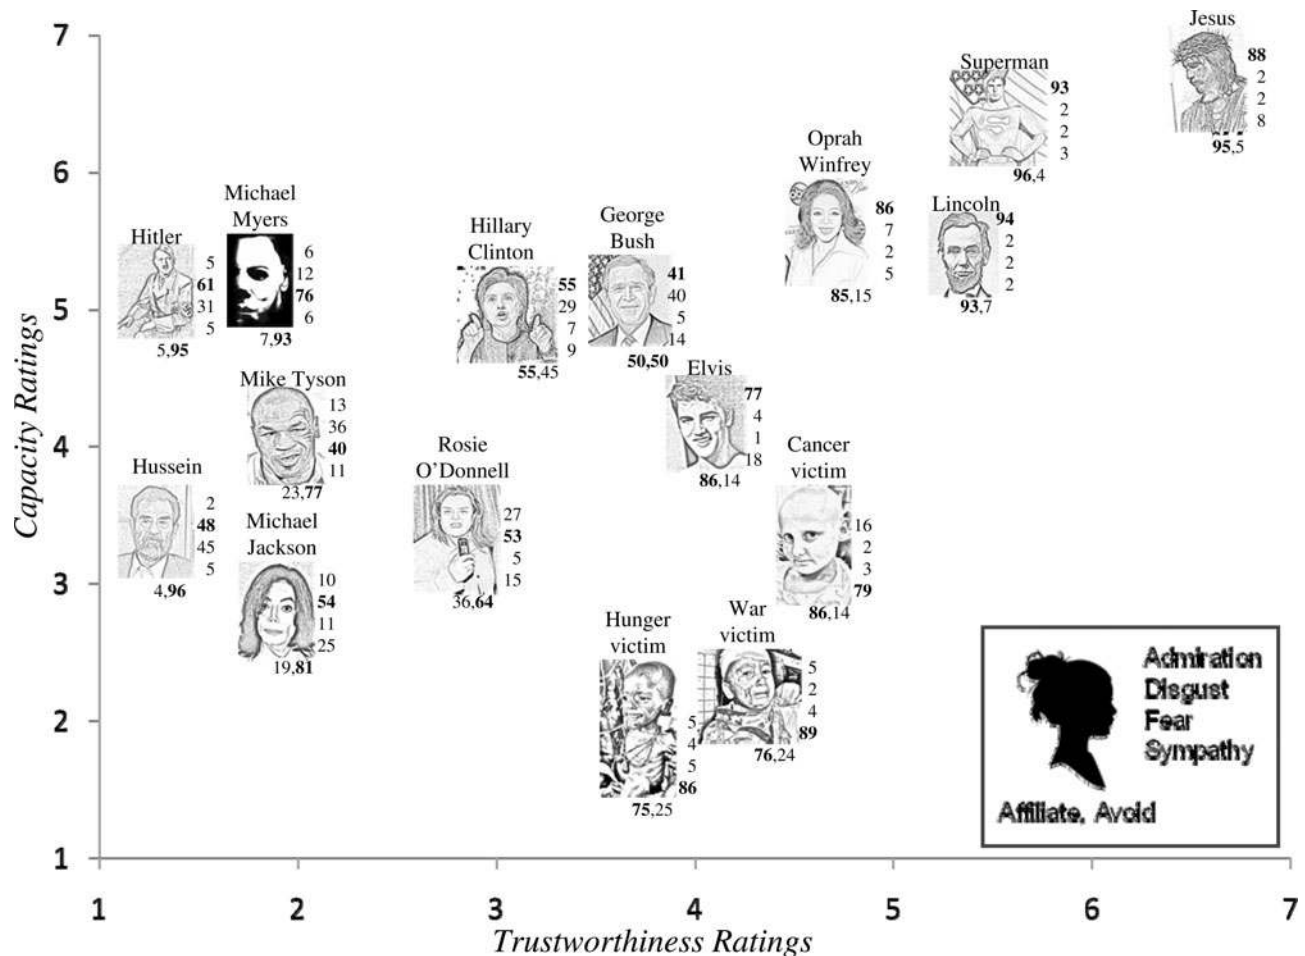 7
6
5
4
3
2
1
Capacity Ratings
Jesus
88
2
2
8
95,5
Superman
93
2
2
3
96,4
Oprah
Winfrey
86
7
2
5
85,15
Lincoln
94
2
2
2
93,7
Michael
Myers
6
12
76
6
7,93
Hitler
5
61
31
5
5,95
Hillary
Clinton
55
29
7
9
55,45
George
Bush
41
40
5
14
50,50
Mike Tyson
13
36
40
11
23,77
Elvis
77
4
1
18
86,14
Hussein
2
48
45
5
4,96
Rosie
O'Donnell
27
53
5
15
36,64
Cancer
victim
16
2
3
79
86,14
Michael
Jackson
10
54
11
25
19,81
Hunger
victim
5
4
5
86
75,25
War
victim
5
2
4
89
76,24
Admiration
Disgust
Fear
Sympathy
Affiliate, Avoid
1 2 3 4 5 6 7
Trustworthiness Ratings